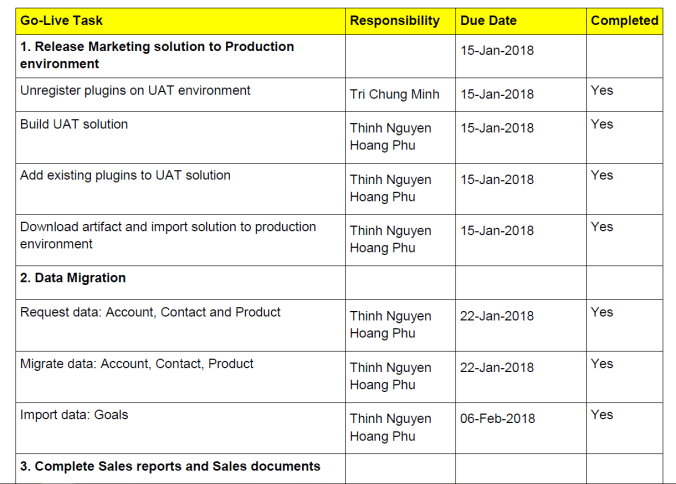 Go-Live Task Responsibility Due Date Completed
1. Release Marketing solution to Production 15-Jan-2018
environment
Unregister plugins on UAT environment Tri Chung Minh 15-Jan-2018 Yes
Build UAT solution Thinh Nguyen 15-Jan-2018 Yes
Hoang Phu
Add existing plugins to UAT solution Thinh Nguyen 15-Jan-2018 Yes
Hoang Phu
Download artifact and import solution to production Thinh Nguyen 15-Jan-2018 Yes
environment Hoang Phu
2. Data Migration
Request data: Account, Contact and Product Thinh Nguyen 22-Jan-2018 Yes
Hoang Phu
Migrate data: Account, Contact, Product Thinh Nguyen 22-Jan-2018 Yes
Hoang Phu
Import data: Goals Thinh Nguyen 06-Feb-2018 Yes
Hoang Phu
3. Complete Sales reports and Sales documents